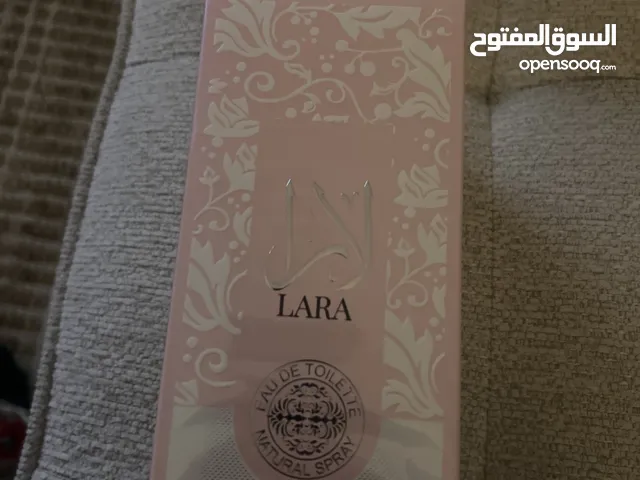 السوق المفتوح
opensooq.com
لارا
LARA
EAU DE TOILETTE
NATURAL SPRAY